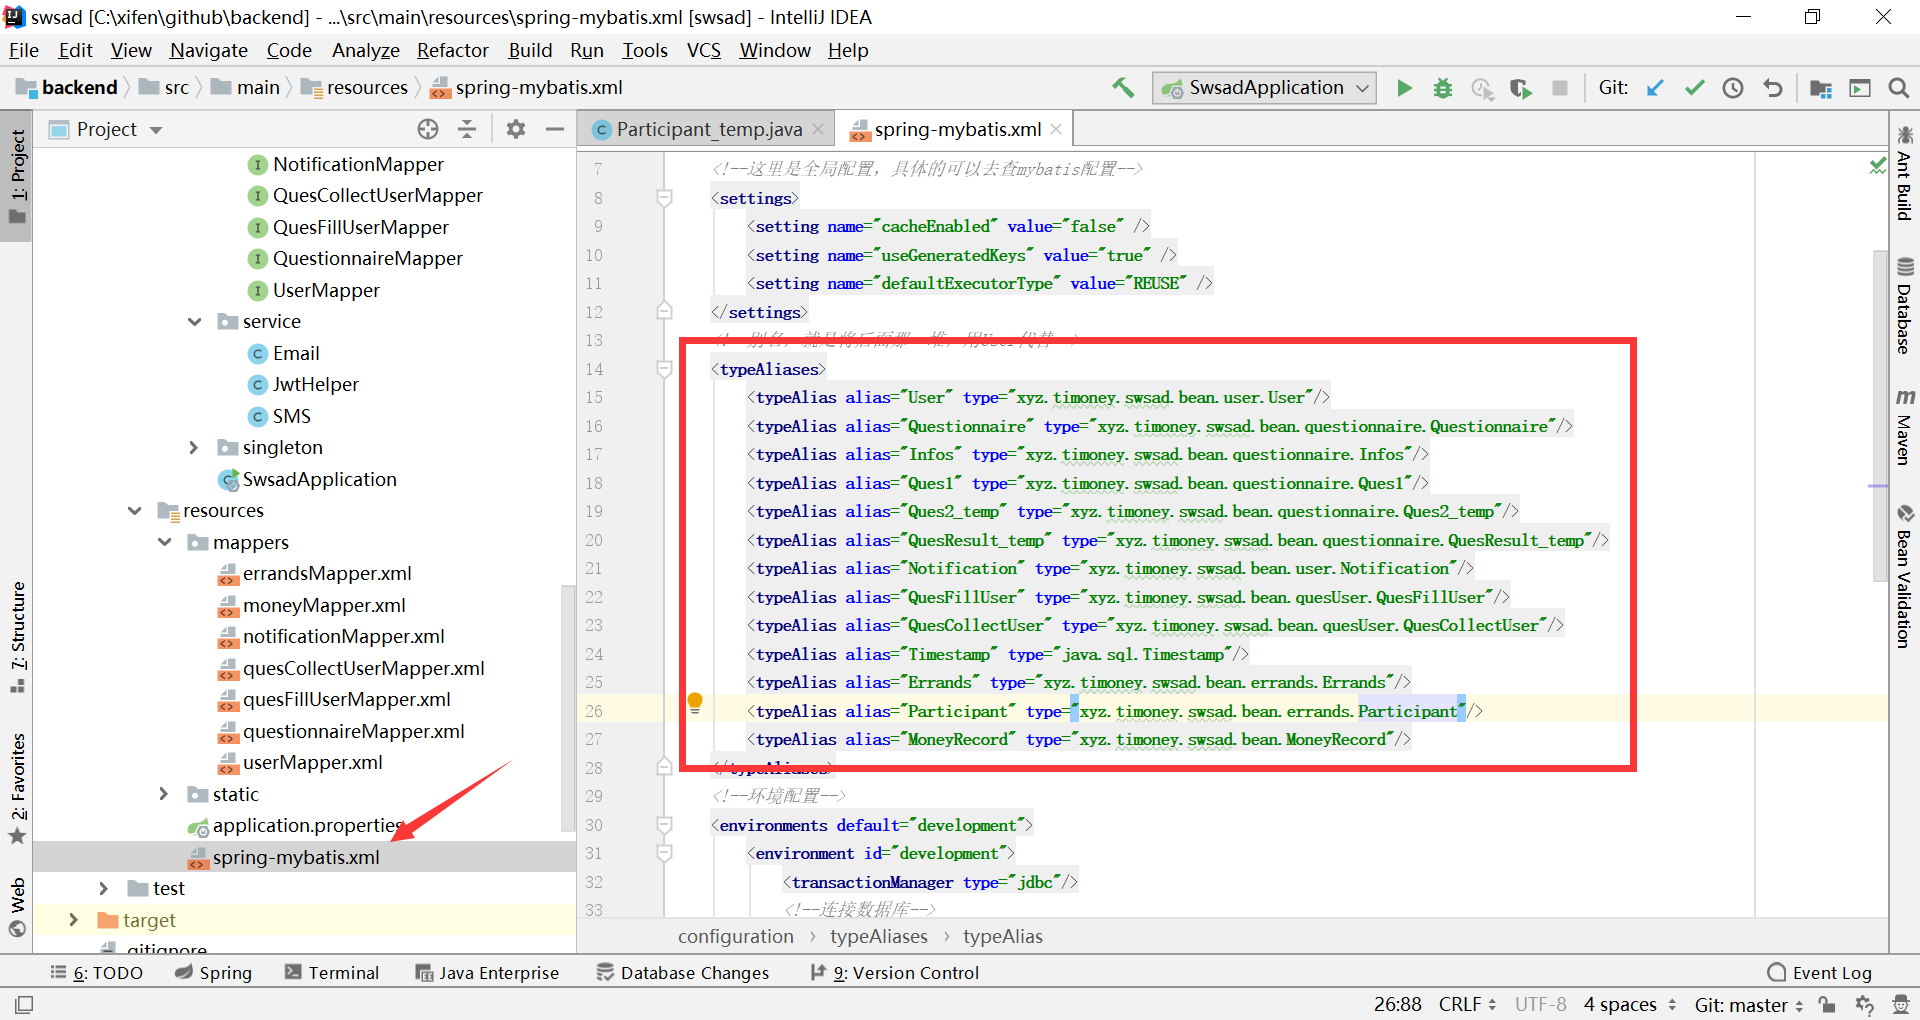 swsad [C:\xifen\github\backend] - ...\src\main\resources\spring-mybatis.xml [swsad] - IntelliJ IDEA
File Edit View Navigate Code Analyze Refactor Build Run Tools VCS Window Help
backend src main resources spring-mybatis.xml SwsadApplication Git:
Project
Participant_temp.java spring-mybatis.xml
1: Project
7: Structure
2: Favorites
Web
NotificationMapper
QuesCollectUserMapper
QuesFillUserMapper
QuestionnaireMapper
UserMapper
service
Email
JwtHelper
SMS
singleton
SwsadApplication
resources
mappers
errandsMapper.xml
moneyMapper.xml
notificationMapper.xml
quesCollectUserMapper.xml
quesFillUserMapper.xml
questionnaireMapper.xml
userMapper.xml
static
application.properties
spring-mybatis.xml
test
target
.gitignore
7 <!--这里是全局配置，具体的可以去查mybatis配置-->
8 <settings>
9 <setting name="cacheEnabled" value="false" />
10 <setting name="useGeneratedKeys" value="true" />
11 <setting name="defaultExecutorType" value="REUSE" />
12 </settings>
13
14 <typeAliases>
15 <typeAlias alias="User" type="xyz.timoney.swsad.bean.user.User"/>
16 <typeAlias alias="Questionnaire" type="xyz.timoney.swsad.bean.questionnaire.Questionnaire"/>
17 <typeAlias alias="Infos" type="xyz.timoney.swsad.bean.questionnaire.Infos"/>
18 <typeAlias alias="Ques1" type="xyz.timoney.swsad.bean.questionnaire.Ques1"/>
19 <typeAlias alias="Ques2_temp" type="xyz.timoney.swsad.bean.questionnaire.Ques2_temp"/>
20 <typeAlias alias="QuesResult_temp" type="xyz.timoney.swsad.bean.questionnaire.QuesResult_temp"/>
21 <typeAlias alias="Notification" type="xyz.timoney.swsad.bean.user.Notification"/>
22 <typeAlias alias="QuesFillUser" type="xyz.timoney.swsad.bean.quesUser.QuesFillUser"/>
23 <typeAlias alias="QuesCollectUser" type="xyz.timoney.swsad.bean.quesUser.QuesCollectUser"/>
24 <typeAlias alias="Timestamp" type="java.sql.Timestamp"/>
25 <typeAlias alias="Errands" type="xyz.timoney.swsad.bean.errands.Errands"/>
26 <typeAlias alias="Participant" type="xyz.timoney.swsad.bean.errands.Participant"/>
27 <typeAlias alias="MoneyRecord" type="xyz.timoney.swsad.bean.MoneyRecord"/>
28 </typeAliases>
29 <!--环境配置-->
30 <environments default="development">
31 <environment id="development">
32 <transactionManager type="jdbc"/>
33 <!--连接数据库-->
configuration typeAliases typeAlias
Ant Build
Database
Maven
Bean Validation
6: TODO Spring Terminal Java Enterprise Database Changes 9: Version Control Event Log
26:88 CRLF UTF-8 4 spaces Git: master